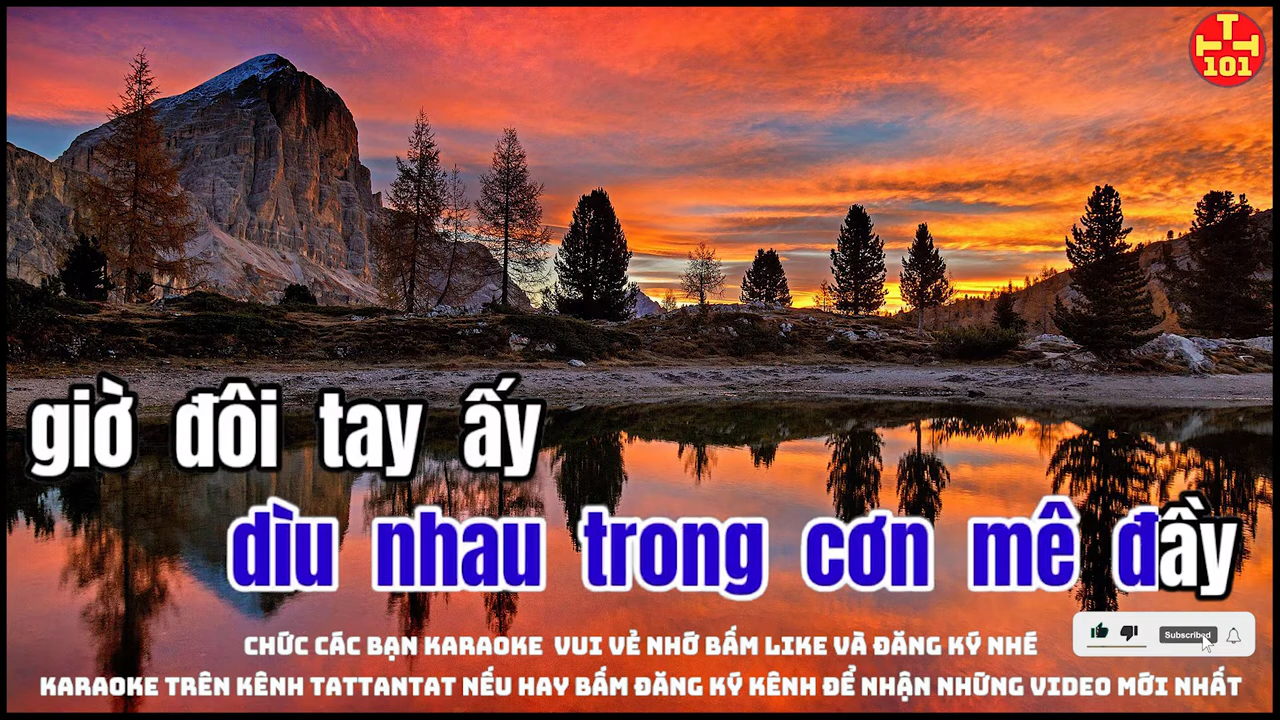 T
TT
101
giờ đôi tay ấy
dìu nhau trong cơn mê đầy
CHỨC CÁC BẠN KARAOKE VUI VẺ NHỚ BẤM LIKE VÀ ĐĂNG KÝ NHÉ
Subscribed
KARAOKE TRÊN KÊNH TATTANTAT NẾU HAY BẤM ĐĂNG KÝ KÊNH ĐỂ NHẬN NHỮNG VIDEO MỚI NHẤT